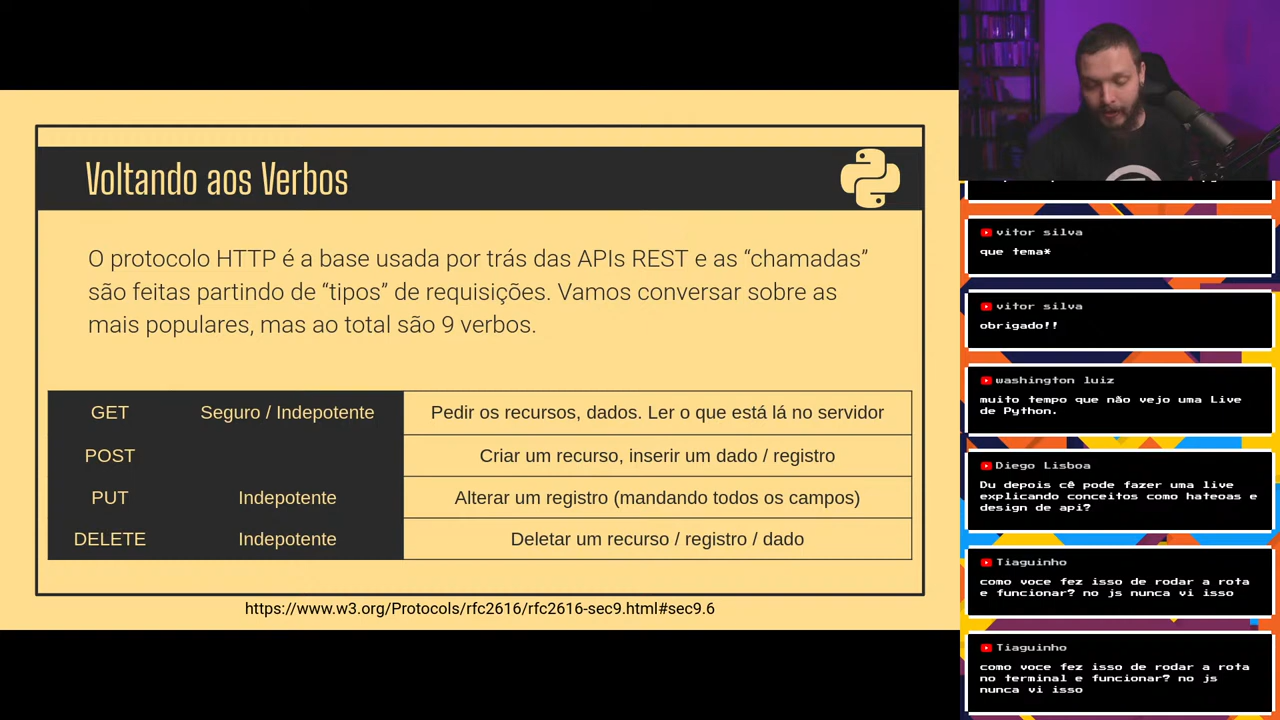 Voltando aos Verbos
O protocolo HTTP é a base usada por trás das APIs REST e as “chamadas”
são feitas partindo de “tipos” de requisições. Vamos conversar sobre as
mais populares, mas ao total são 9 verbos.
GET Seguro / Indepotente Pedir os recursos, dados. Ler o que está lá no servidor
POST Criar um recurso, inserir um dado / registro
PUT Indepotente Alterar um registro (mandando todos os campos)
DELETE Indepotente Deletar um recurso / registro / dado
https://www.w3.org/Protocols/rfc2616/rfc2616-sec9.html#sec9.6
vitor silva
que tema*
vitor silva
obrigado!!
washington luiz
muito tempo que não vejo uma Live
de Python.
Diego Lisboa
Du depois cê pode fazer uma live
explicando conceitos como hateoas e
design de api?
Tiaguinho
como voce fez isso de rodar a rota
e funcionar? no js nunca vi isso
Tiaguinho
como voce fez isso de rodar a rota
no terminal e funcionar? no js
nunca vi isso